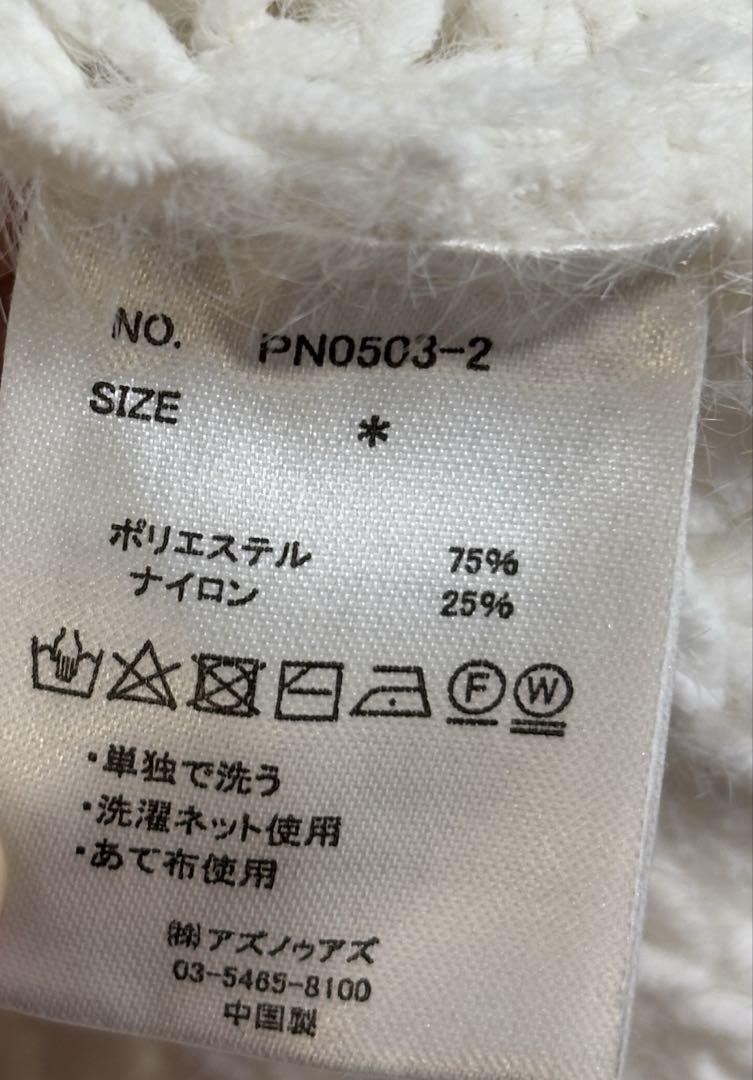 NO. PN0503-2
SIZE *
ポリエステル 75%
ナイロン 25%
F W
・単独で洗う
・洗濯ネット使用
・あて布使用
㈱アズノゥアズ
03-5465-8100
中国製